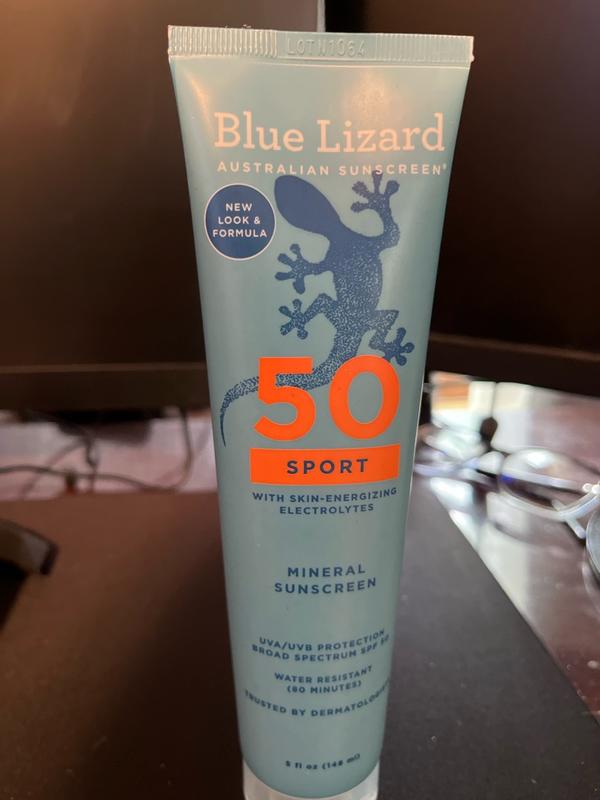 LOTN1064
Blue Lizard
AUSTRALIAN SUNSCREEN®
NEW
LOOK &
FORMULA
50
SPORT
WITH SKIN-ENERGIZING
ELECTROLYTES
MINERAL
SUNSCREEN
UVA/UVB PROTECTION
BROAD SPECTRUM SPF 50
WATER RESISTANT
(80 MINUTES)
TRUSTED BY DERMATOLOGISTS
5 fl oz (148 ml)